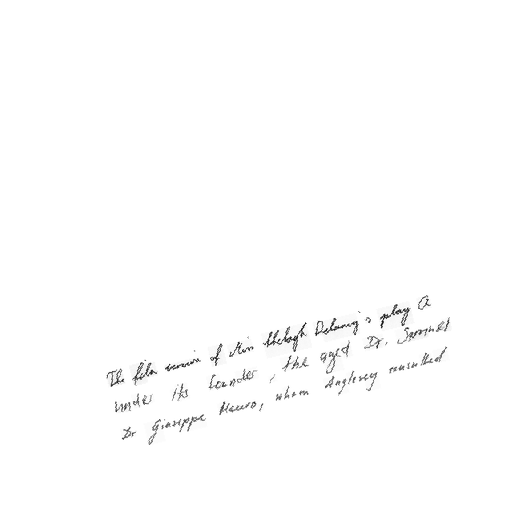 The film version of Miss Shelagh Delaney's play A
under its founder, the aged Dr. Sammet
Dr Giuseppe Mauro, whom Anglesey consulted